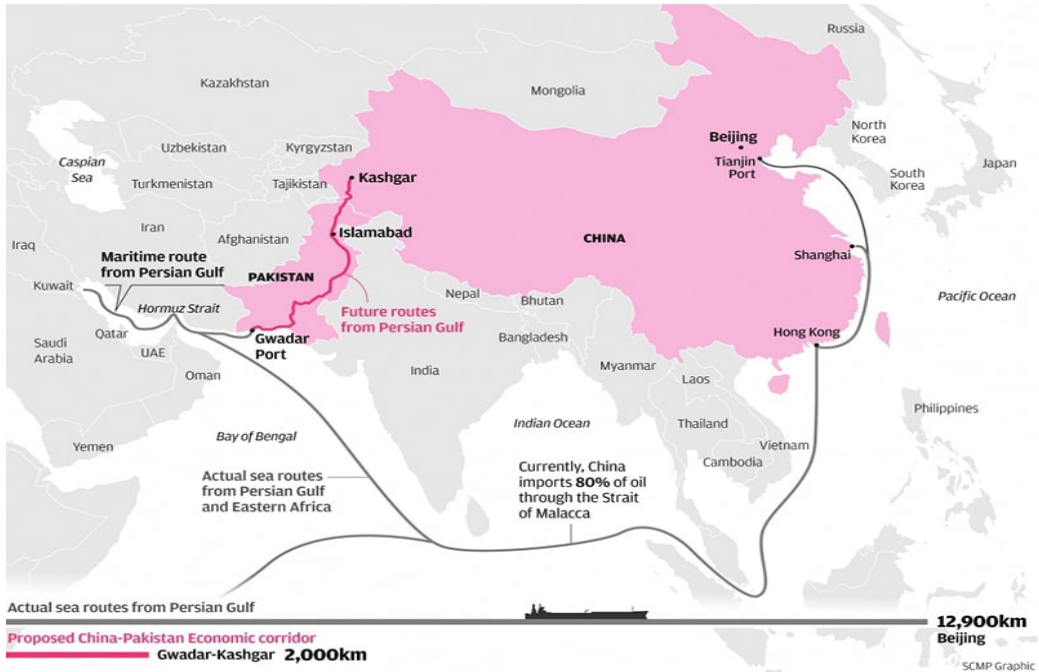 Russia
Kazakhstan
Mongolia
North
Korea
Beijing
Tianjin
Port
Uzbekistan
Kyrgyzstan
Caspian
Sea
Japan
South
Korea
Turkmenistan
Tajikistan
Kashgar
Iran
Afghanistan
Islamabad
CHINA
Iraq
Shanghai
Maritime route
from Persian Gulf
PAKISTAN
Kuwait
Nepal
Bhutan
Pacific Ocean
Hormuz Strait
Future routes
from Persian Gulf
Qatar
Gwadar
Port
Bangladesh
Hong Kong
Saudi
Arabia
UAE
Oman
India
Myanmar
Laos
Philippines
Yemen
Bay of Bengal
Indian Ocean
Thailand
Vietnam
Cambodia
Actual sea routes
from Persian Gulf
and Eastern Africa
Currently, China
imports 80% of oil
through the Strait
of Malacca
Actual sea routes from Persian Gulf
12,900km
Beijing
Proposed China-Pakistan Economic corridor
Gwadar-Kashgar 2,000km
SCMP Graphic